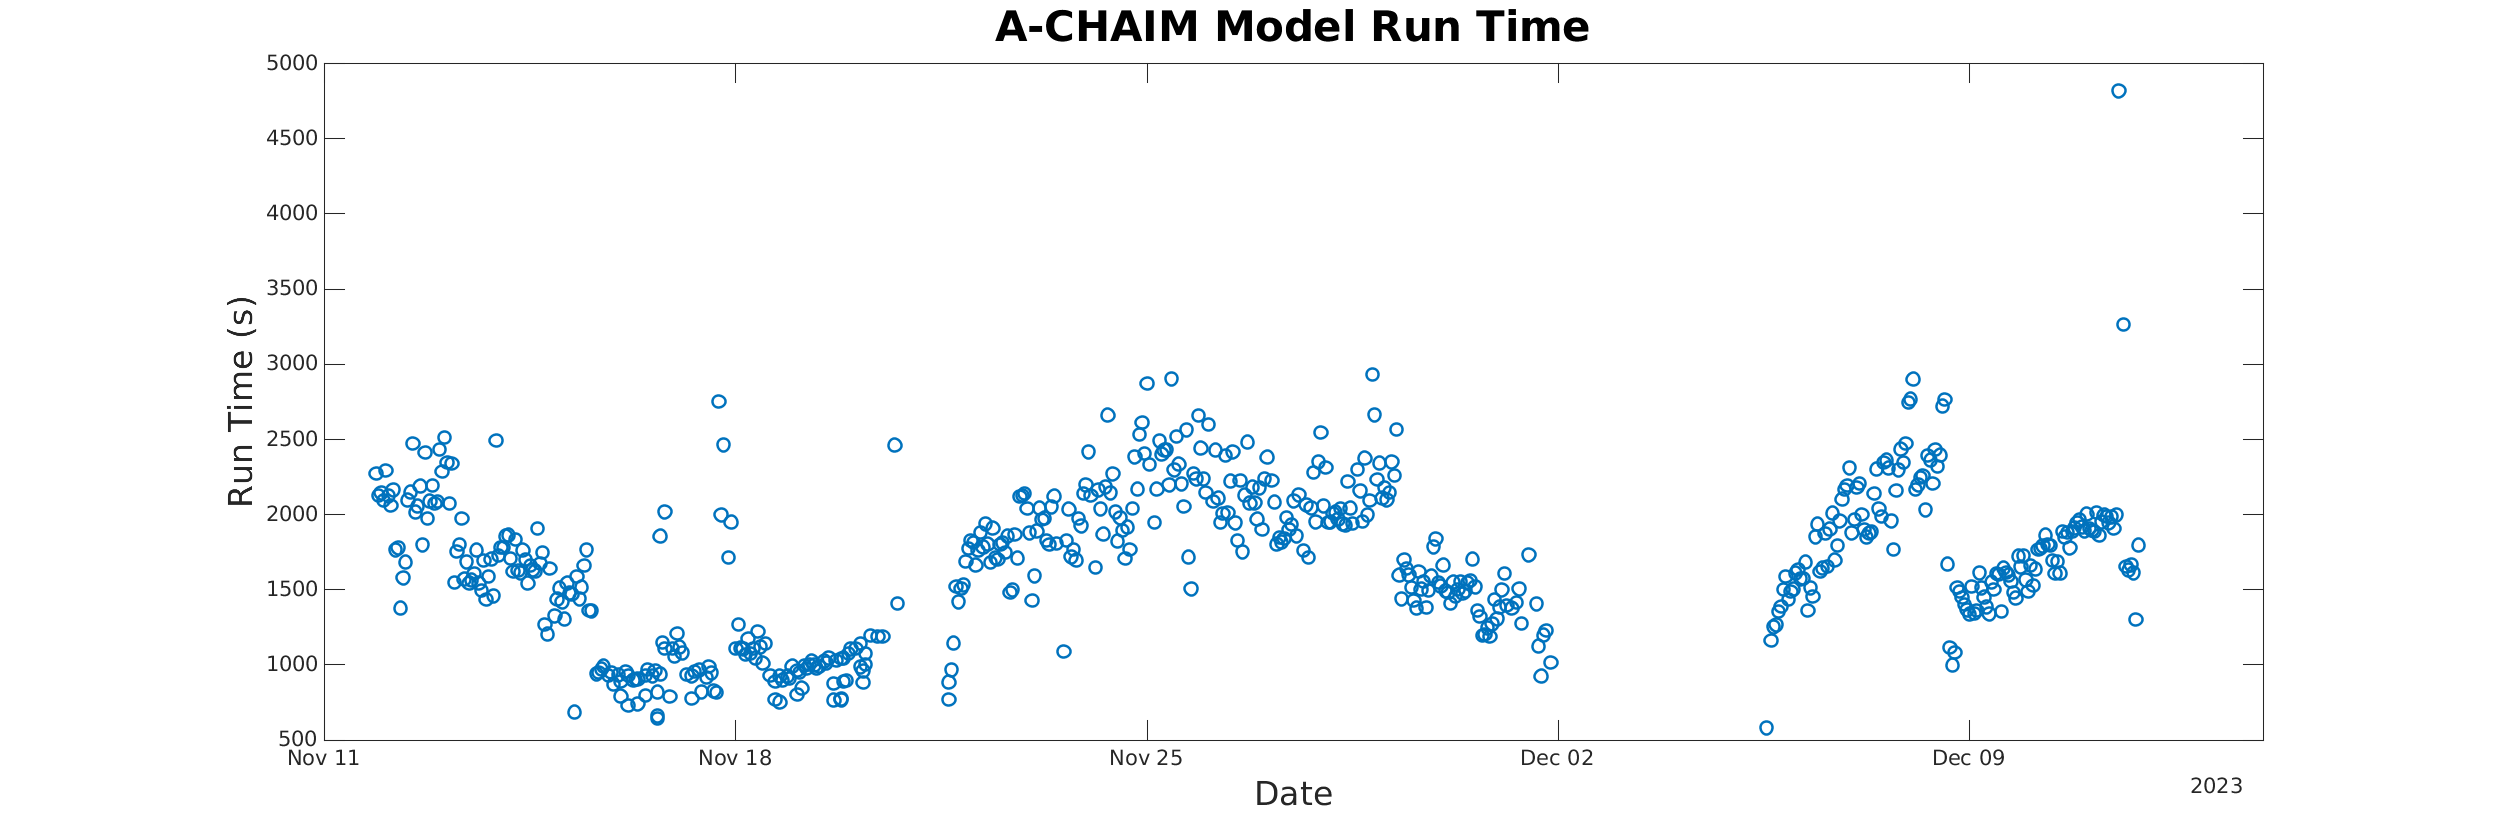 A-CHAIM Model Run Time
5000
4500
4000
3500
3000
2500
2000
1500
1000
500
Run Time (s)
Nov 11 Nov 18 Nov 25 Dec 02 Dec 09
2023
Date